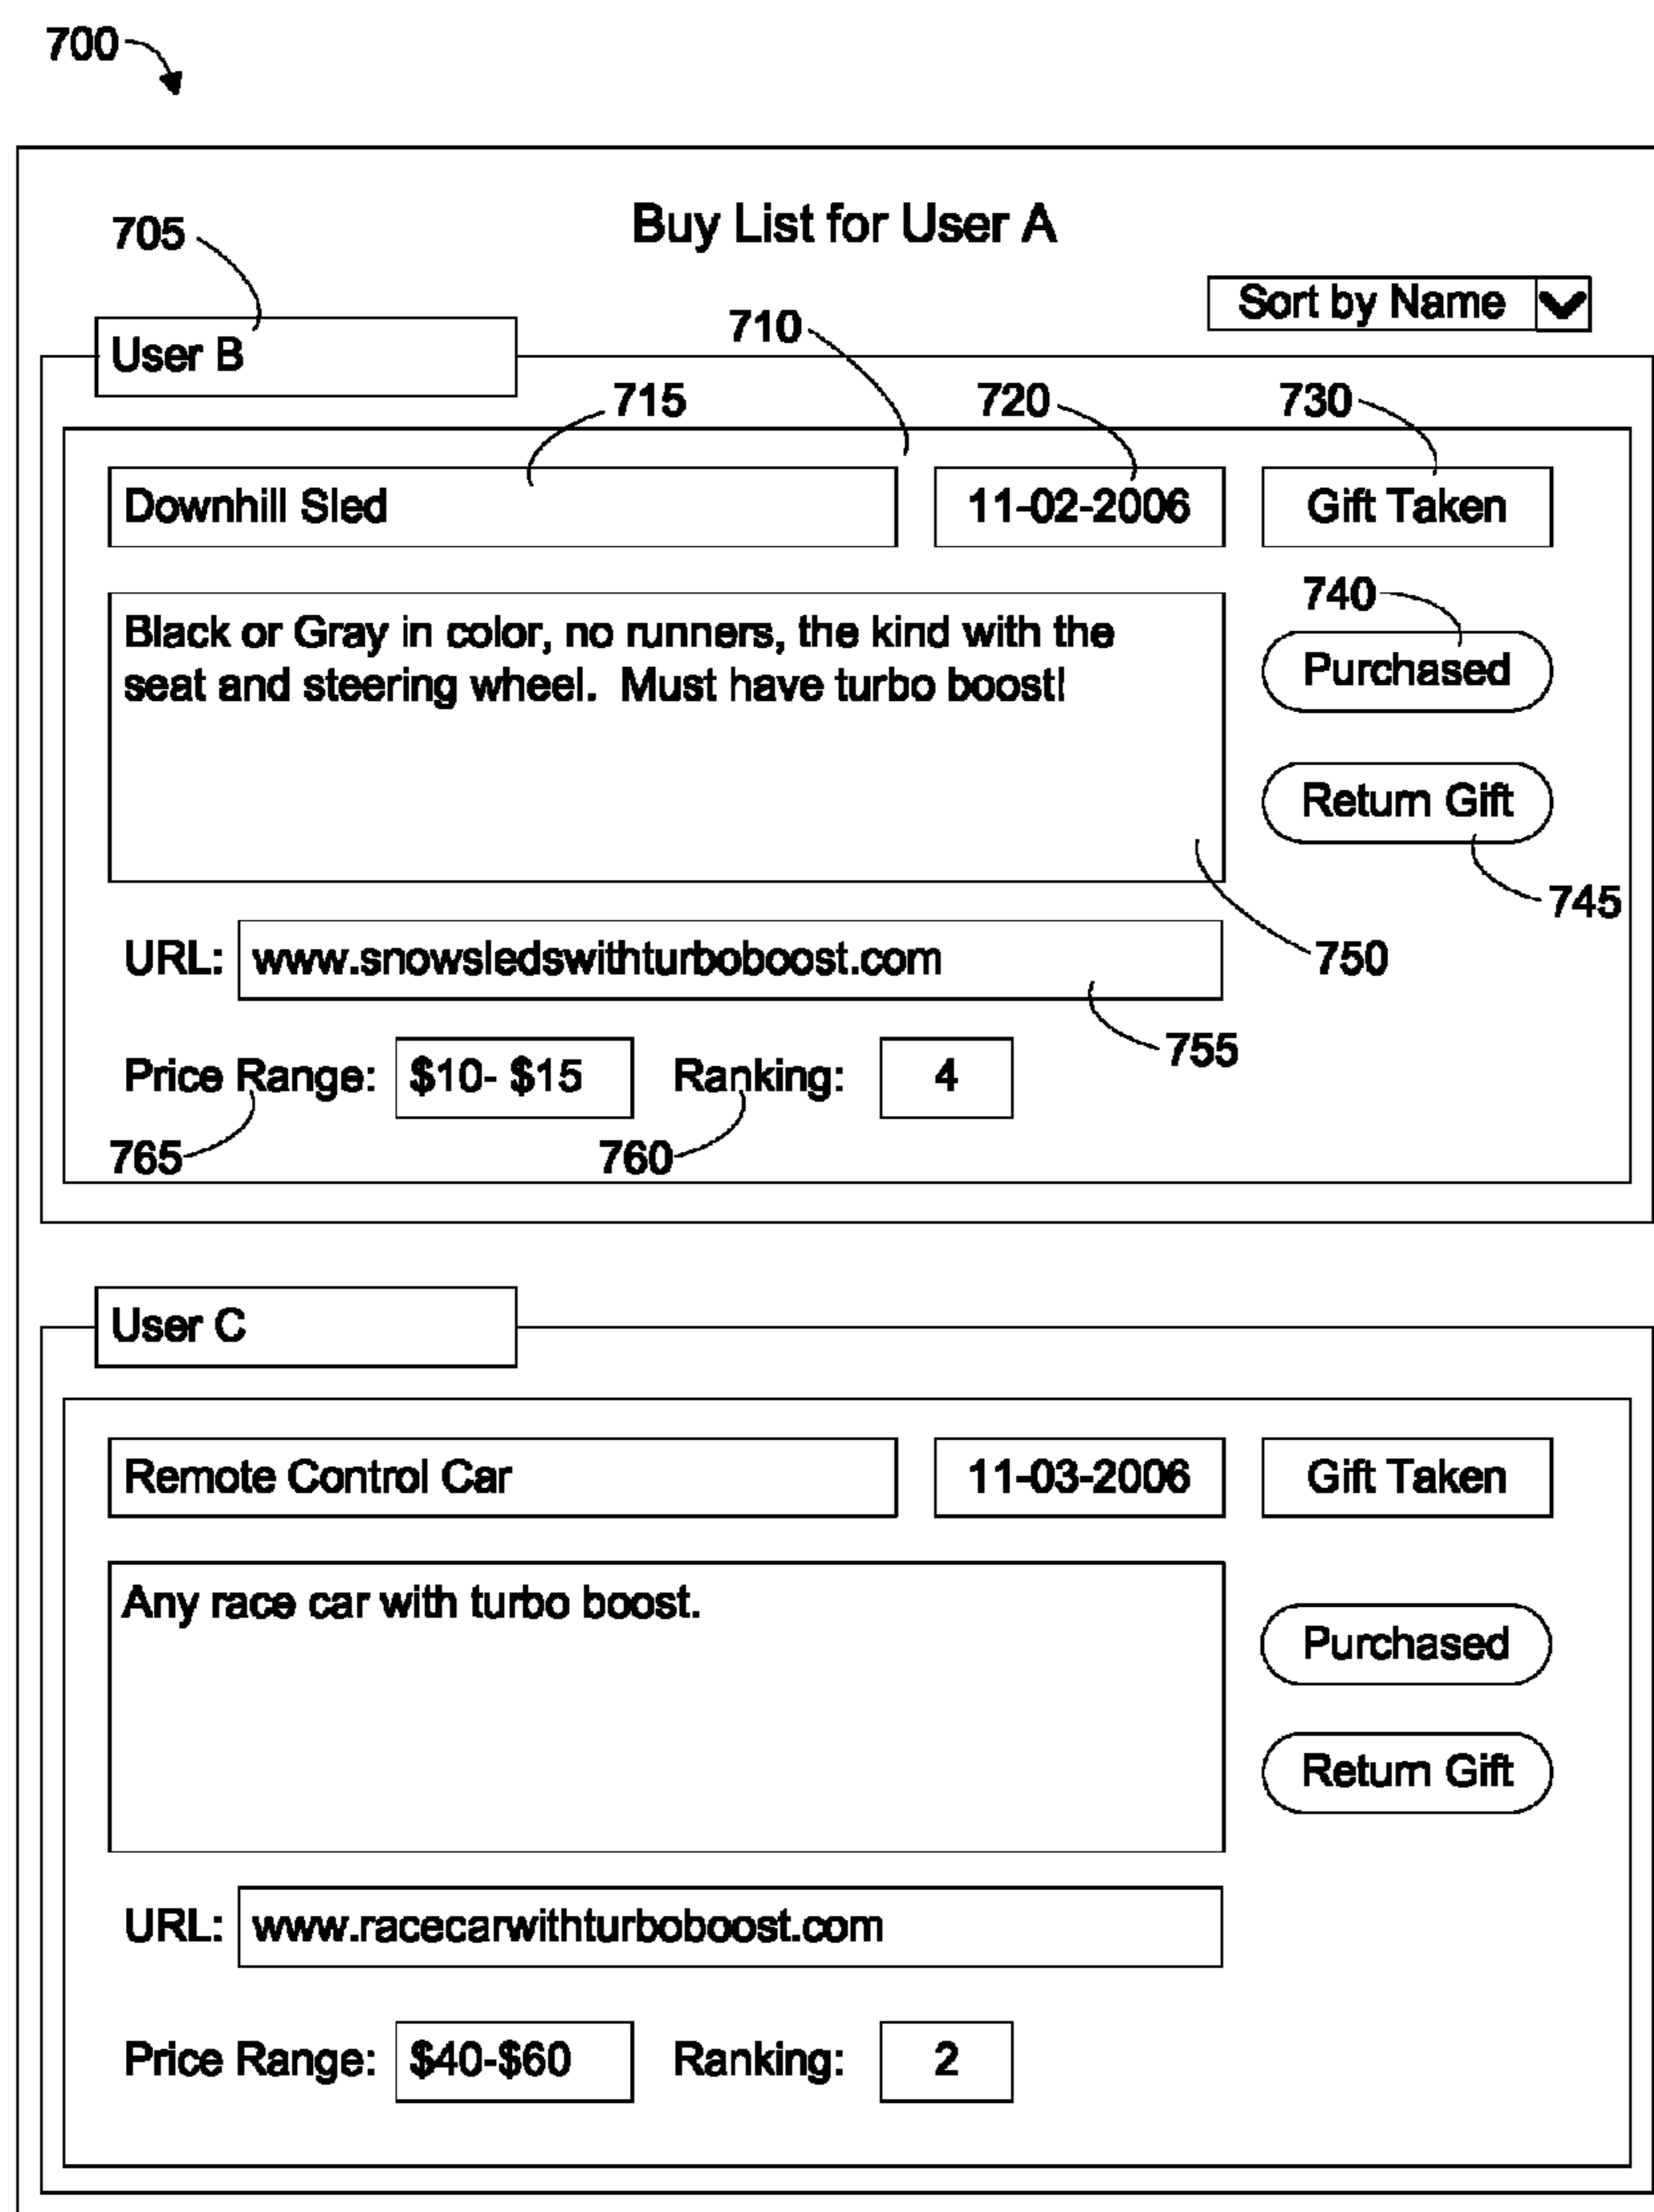 700
Buy List for User A
705
Sort by Name
710
User B
715
720
730
Downhill Sled
11-02-2006
Gift Taken
740
Black or Gray in color, no runners, the kind with the
seat and steering wheel.  Must have turbo boost!
Purchased
Return Gift
745
750
URL: www.snowsledswithturboboost.com
755
Price Range: $10- $15 Ranking: 4
765
760
User C
Remote Control Car
11-03-2006
Gift Taken
Any race car with turbo boost.
Purchased
Return Gift
URL: www.racecarwithturboboost.com
Price Range: $40-$60 Ranking: 2